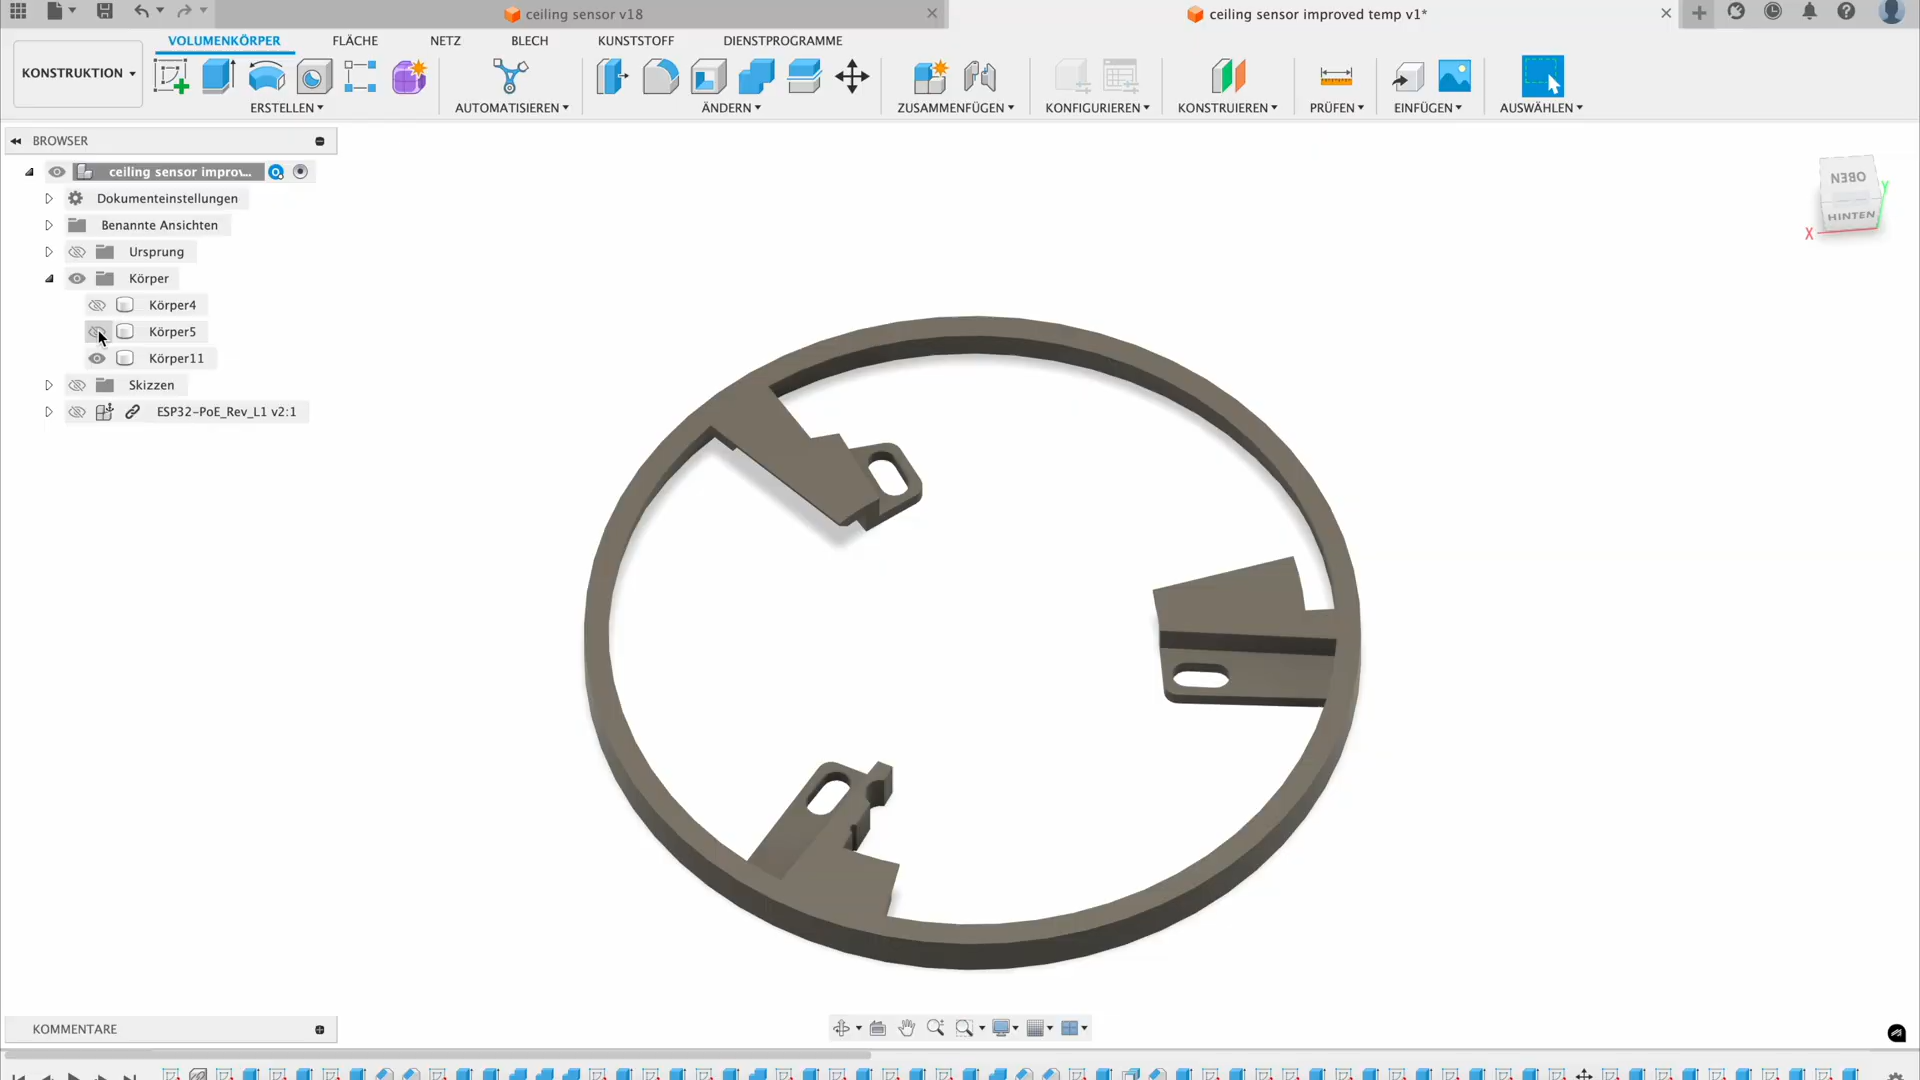 ceiling sensor v18
ceiling sensor improved temp v1*
VOLUMENKÖRPER FLÄCHE NETZ BLECH KUNSTSTOFF DIENSTPROGRAMME
KONSTRUKTION
ERSTELLEN AUTOMATISIEREN ÄNDERN ZUSAMMENFÜGEN KONFIGURIEREN KONSTRUIEREN PRÜFEN EINFÜGEN AUSWÄHLEN
BROWSER
ceiling sensor improv...
Dokumenteinstellungen
Benannte Ansichten
Ursprung
Körper
Körper4
Körper5
Körper11
Skizzen
ESP32-PoE_Rev_L1 v2:1
OBEN
HINTEN
X
Y
KOMMENTARE